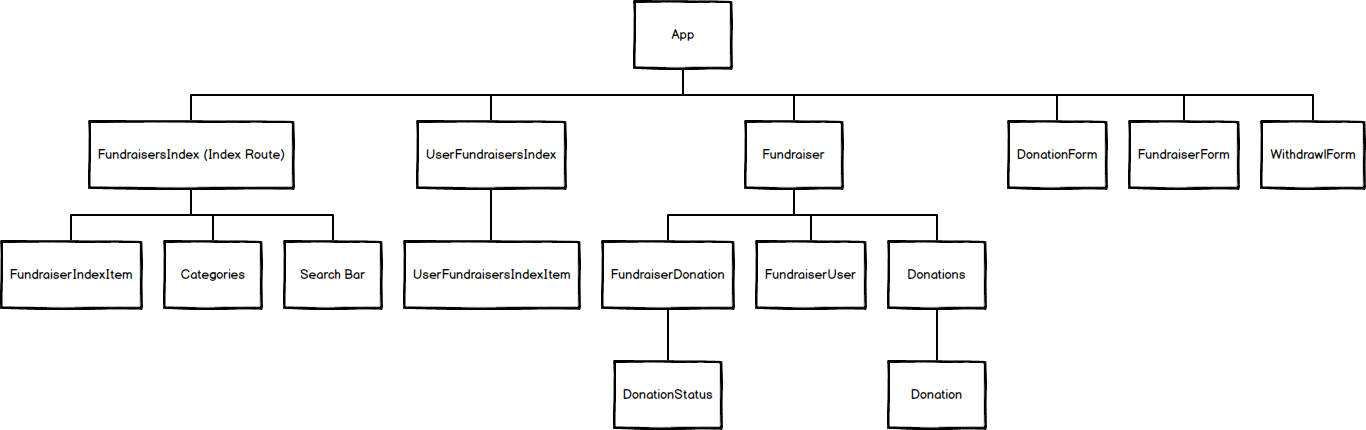 App
FundraisersIndex (Index Route)
UserFundraisersIndex
Fundraiser
DonationForm
FundraiserForm
WithdrawlForm
FundraiserIndexItem
Categories
Search Bar
UserFundraisersIndexItem
FundraiserDonation
FundraiserUser
Donations
DonationStatus
Donation